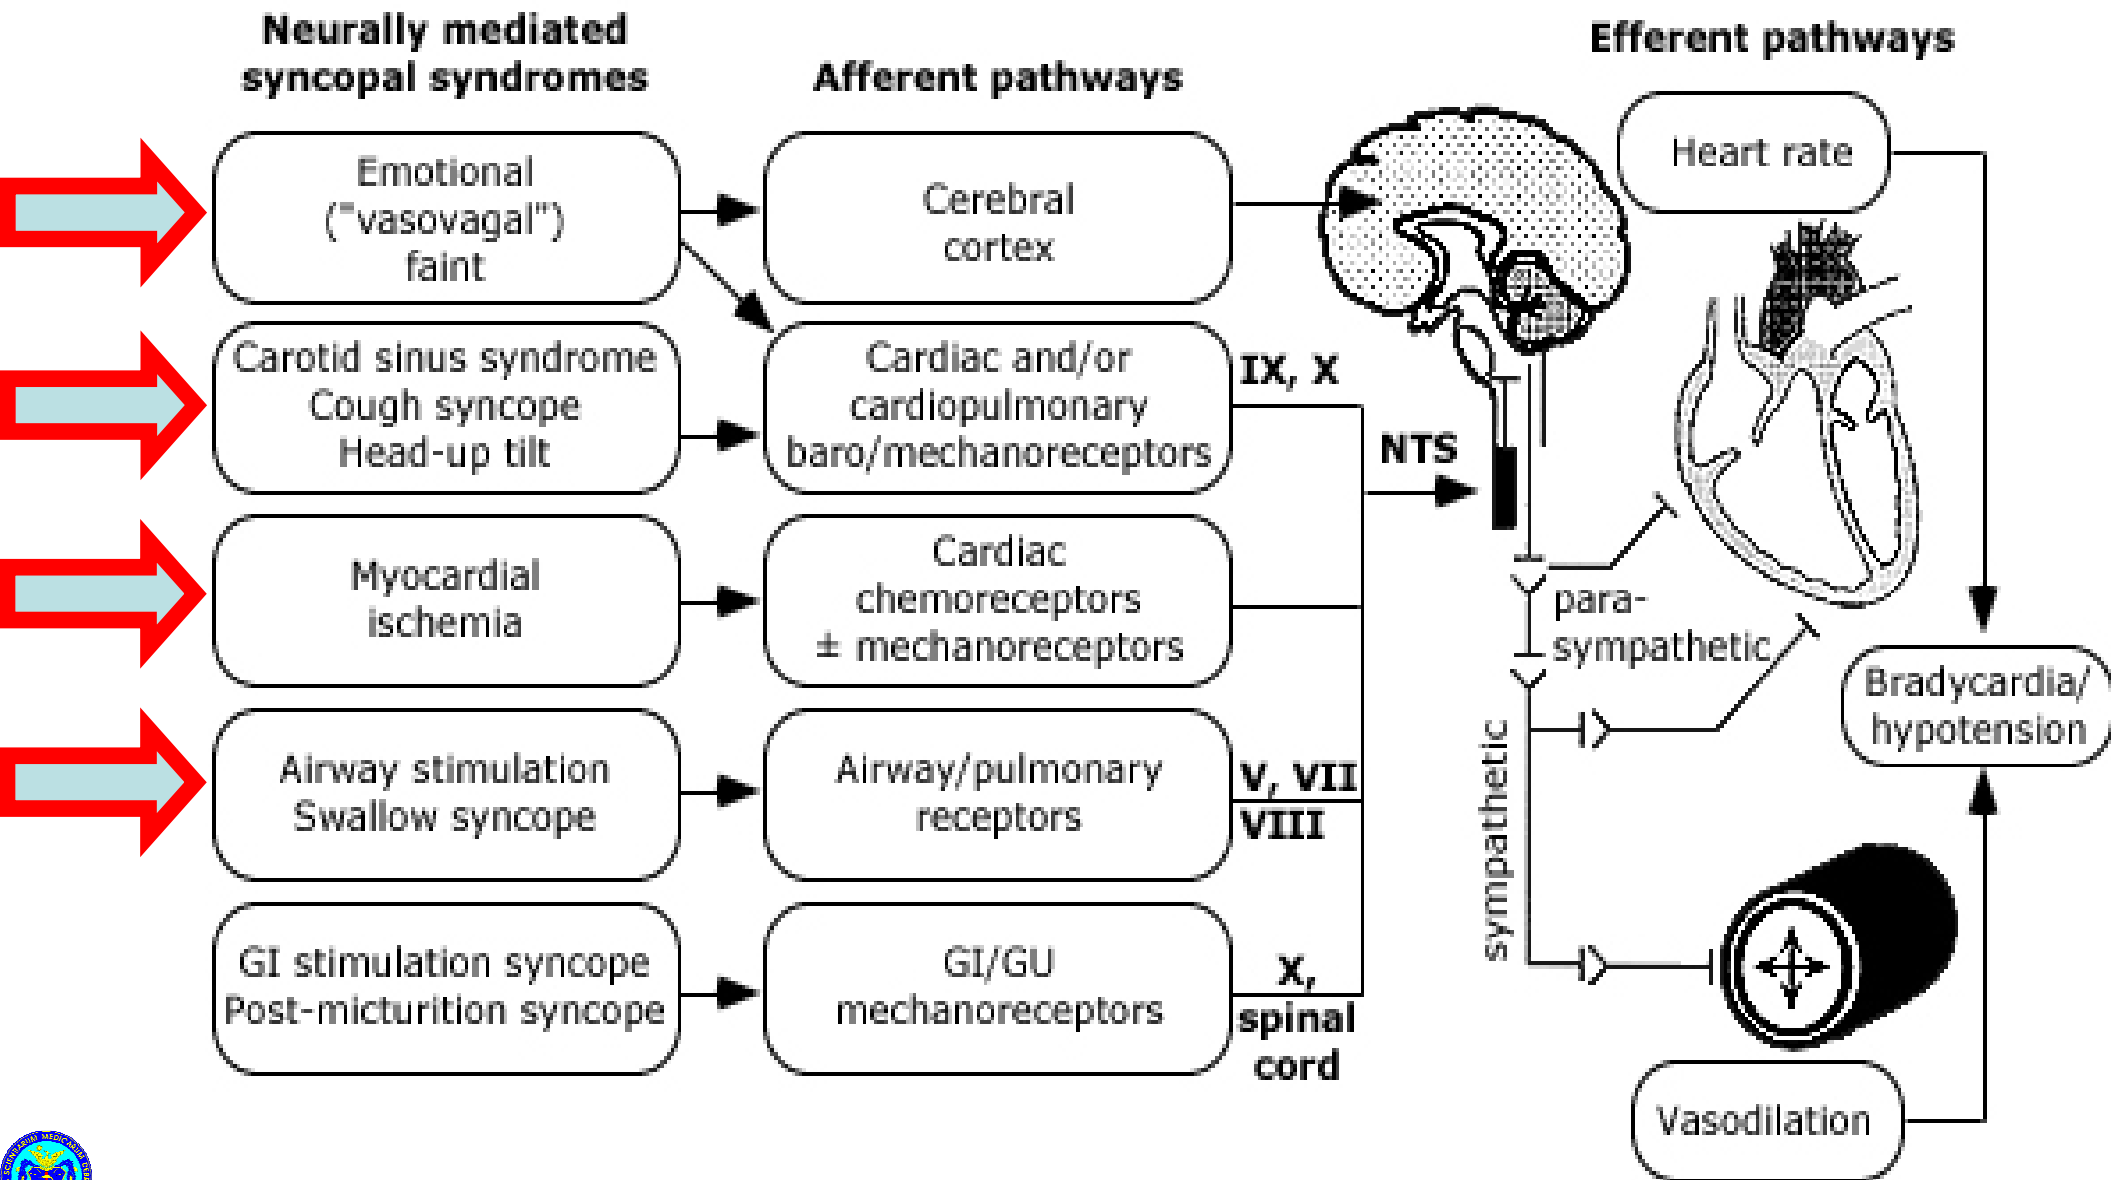 Neurally mediated
syncopal syndromes
Afferent pathways
Efferent pathways
Emotional
("vasovagal")
faint
Cerebral
cortex
Heart rate
Carotid sinus syndrome
Cough syncope
Head-up tilt
Cardiac and/or
cardiopulmonary
baro/mechanoreceptors
IX, X
NTS
Myocardial
ischemia
Cardiac
chemoreceptors
± mechanoreceptors
para-
sympathetic
Bradycardia/
hypotension
Airway stimulation
Swallow syncope
Airway/pulmonary
receptors
V, VII
VIII
sympathetic
GI stimulation syncope
Post-micturition syncope
GI/GU
mechanoreceptors
X,
spinal
cord
Vasodilation